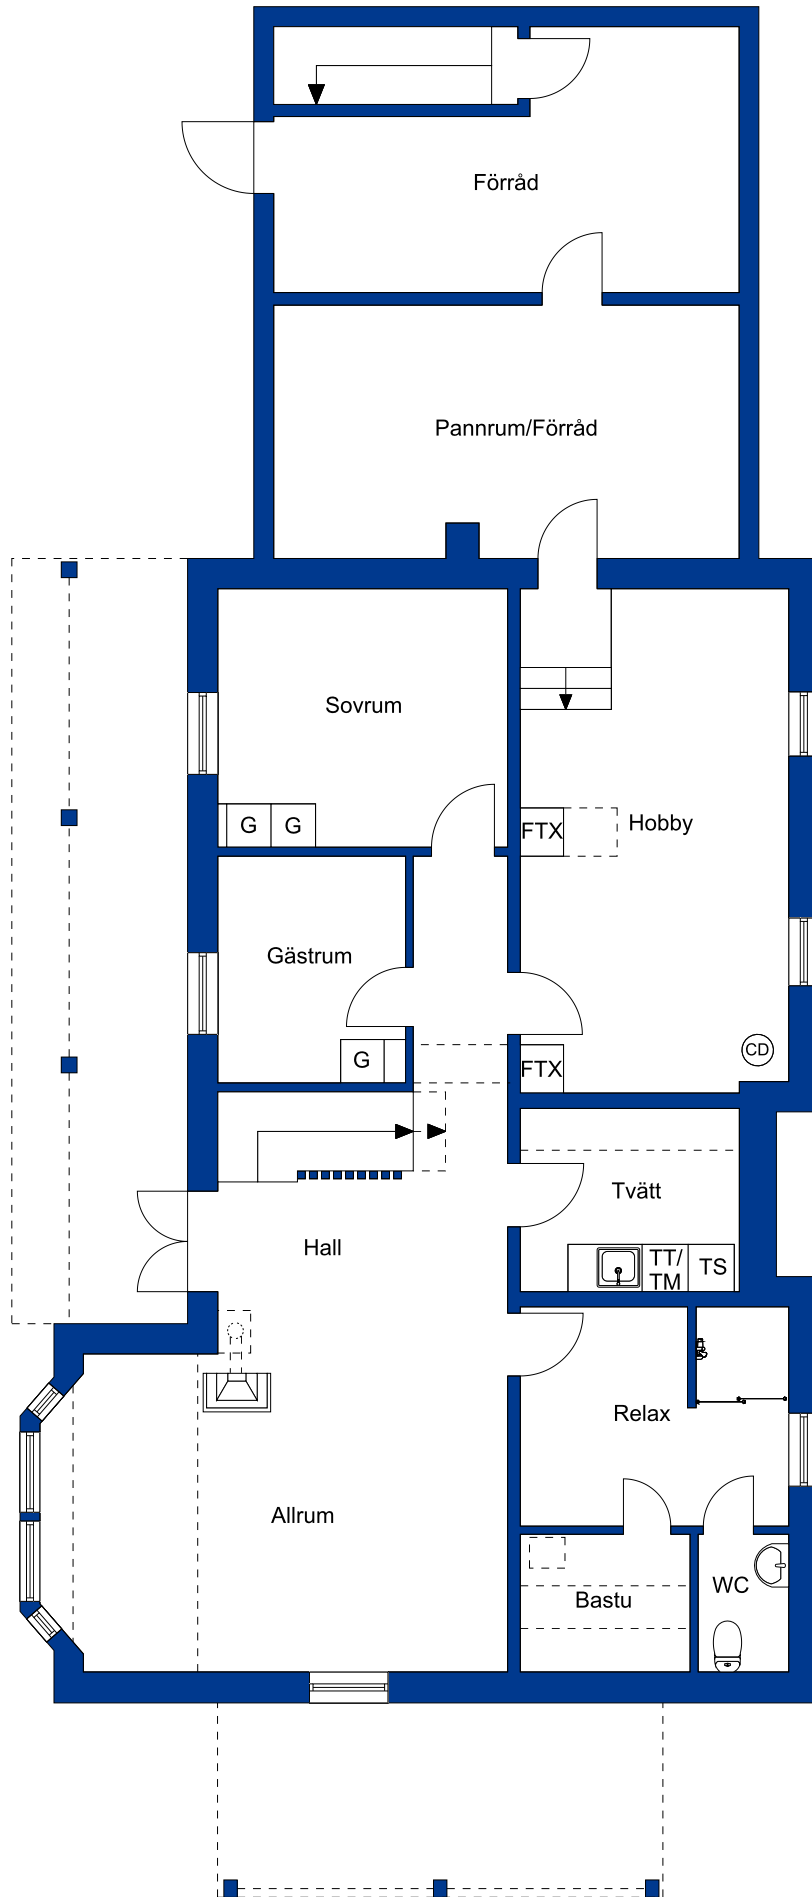 Förråd
Pannrum/Förråd
Sovrum
G G
FTX
Hobby
Gästrum
G
FTX
CD
Tvätt
TT/
TM
TS
Hall
Relax
Allrum
Bastu
WC